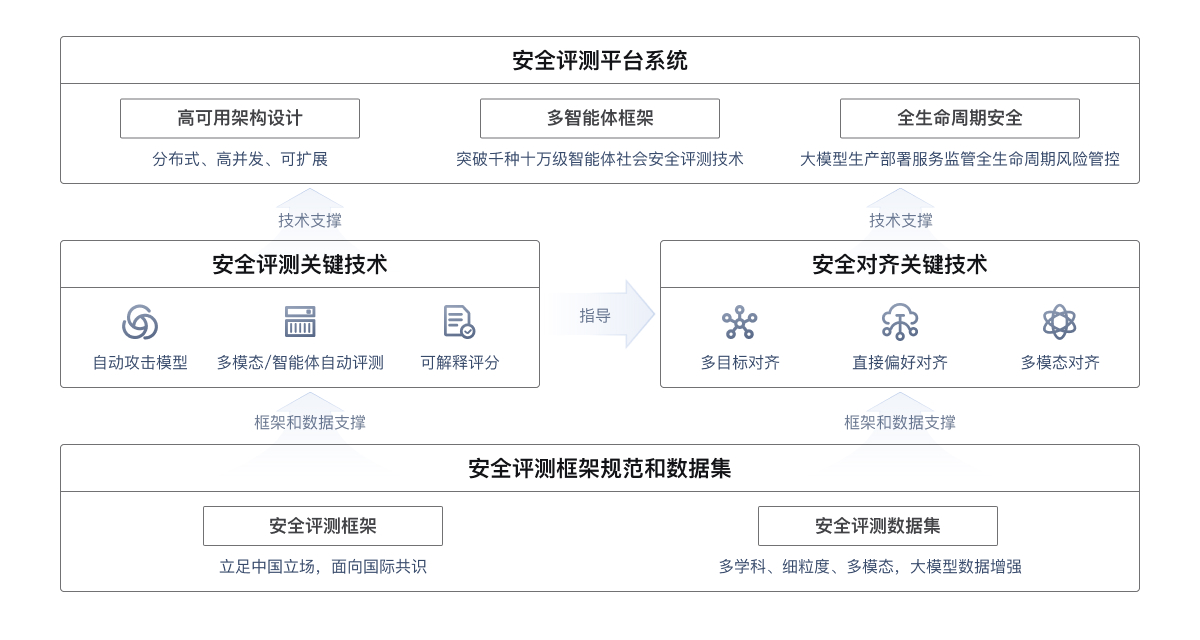 安全评测平台系统
高可用架构设计
多智能体框架
全生命周期安全
分布式、高并发、可扩展
突破千种十万级智能体社会安全评测技术
大模型生产部署服务监管全生命周期风险管控
技术支撑
技术支撑
安全评测关键技术
自动攻击模型
多模态/智能体自动评测
可解释评分
指导
安全对齐关键技术
多目标对齐
直接偏好对齐
多模态对齐
框架和数据支撑
框架和数据支撑
安全评测框架规范和数据集
安全评测框架
安全评测数据集
立足中国立场，面向国际共识
多学科、细粒度、多模态，大模型数据增强